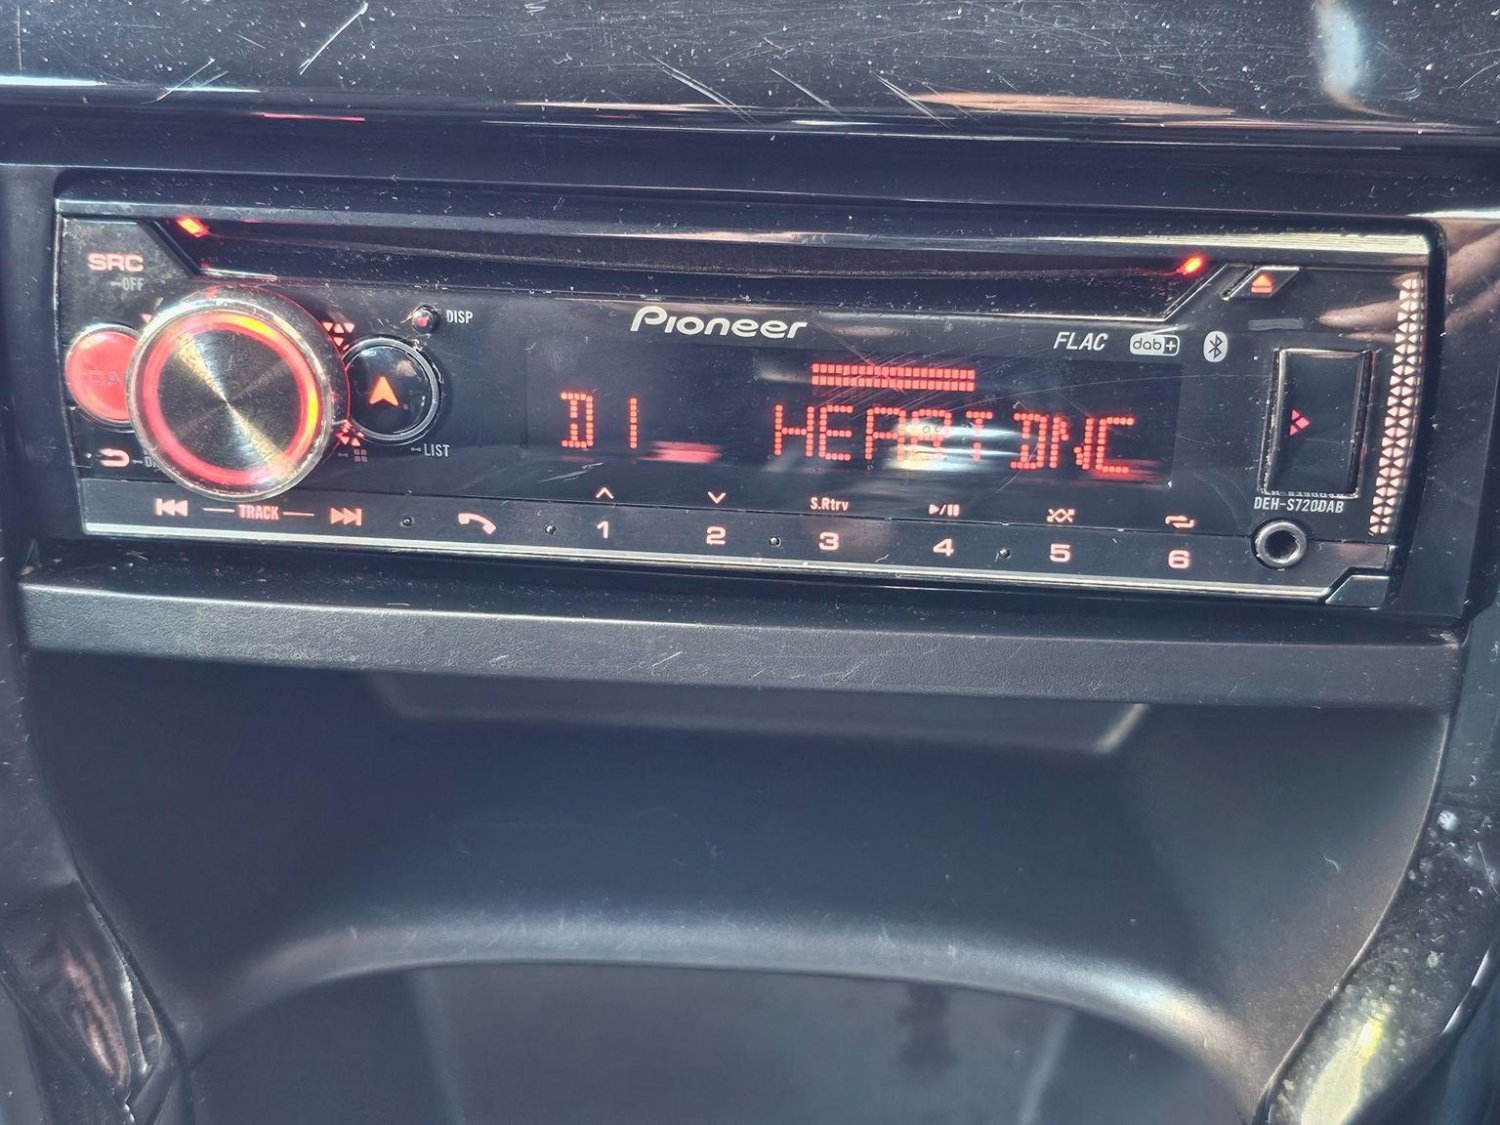 SRC
OFF
DISP
Pioneer
FLAC dab+
D1 HEARTDNC
LIST
TRACK
S.Rtrv
DEH-S720DAB
1 2 3 4 5 6